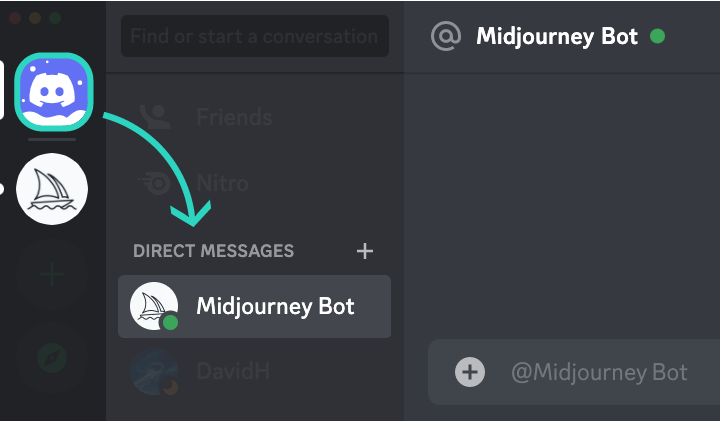 Find or start a conversation
Midjourney Bot
Friends
Nitro
DIRECT MESSAGES
Midjourney Bot
DavidH
@Midjourney Bot